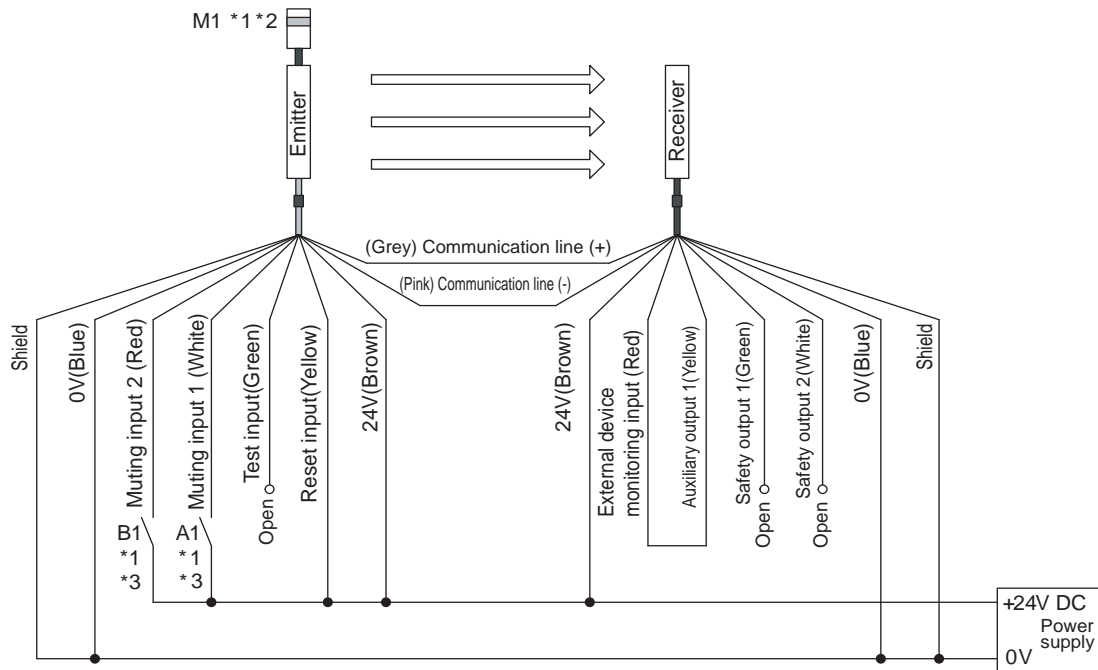 M1 *1 *2
Emitter
Receiver
(Grey) Communication line (+)
(Pink) Communication line (-)
Shield
0V(Blue)
Muting input 2 (Red)
Muting input 1 (White)
Test input(Green)
Reset input(Yellow)
24V(Brown)
24V(Brown)
External device
monitoring input (Red)
Auxiliary output 1(Yellow)
Safety output 1(Green)
Safety output 2(White)
0V(Blue)
Shield
Open
Open
Open
B1
*1
*3
A1
*1
*3
+24V DC
Power
supply
0V